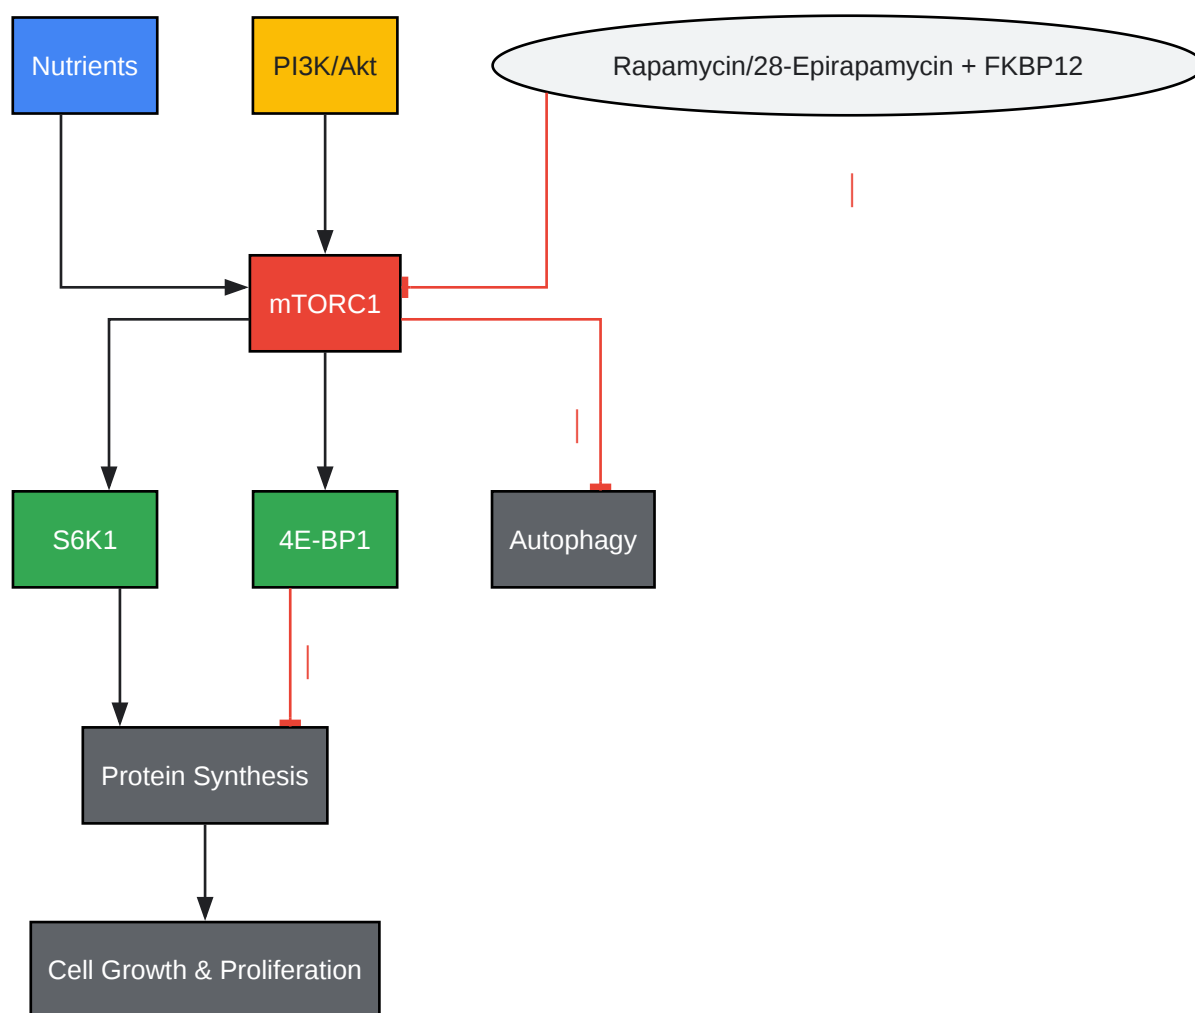 Nutrients
PI3K/Akt
Rapamycin/28-Epirapamycin + FKBP12
|
mTORC1
|
S6K1
4E-BP1
Autophagy
|
Protein Synthesis
Cell Growth & Proliferation